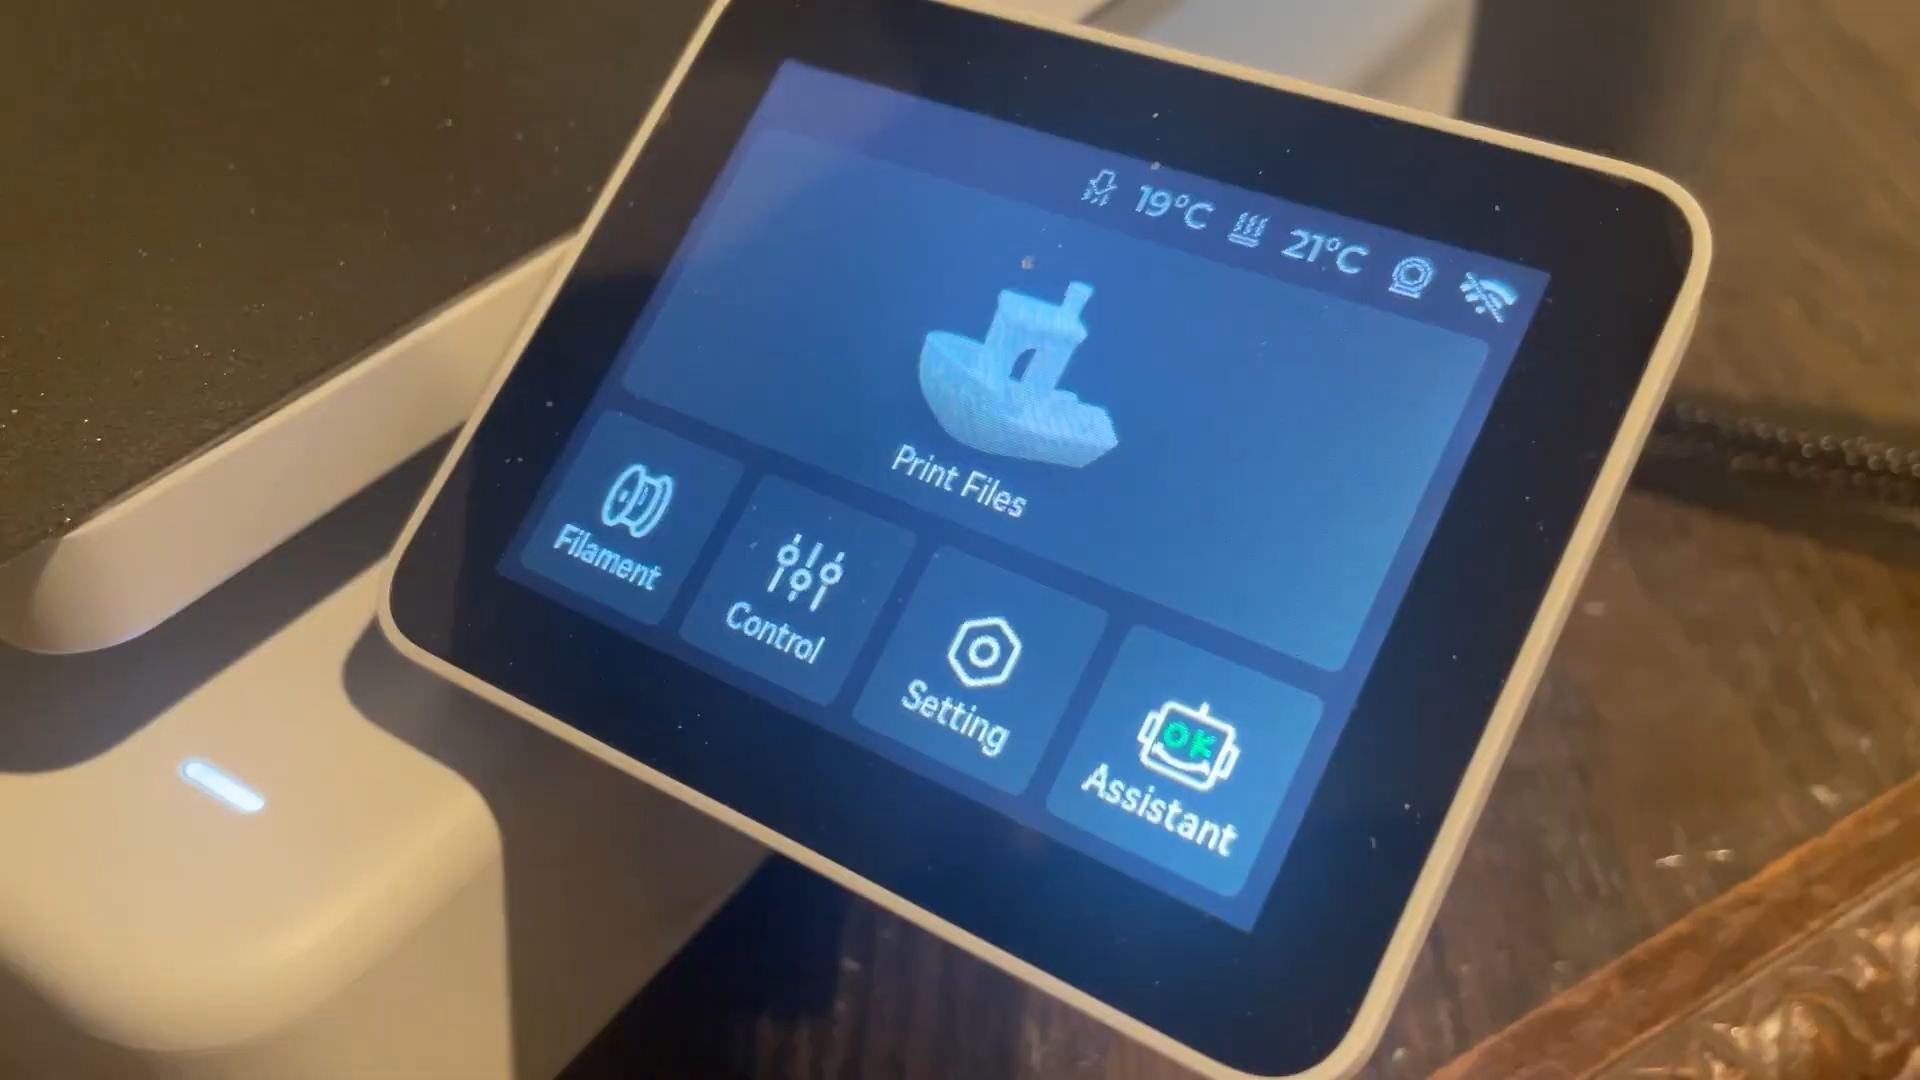 19°C 21°C
Print Files
Filament
Control
Setting
OK
Assistant